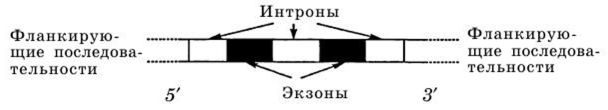 Интроны
Фланкирую-
щие последова-
тельности
Фланкирую-
щие последова-
тельности
5′
Экзоны
3′